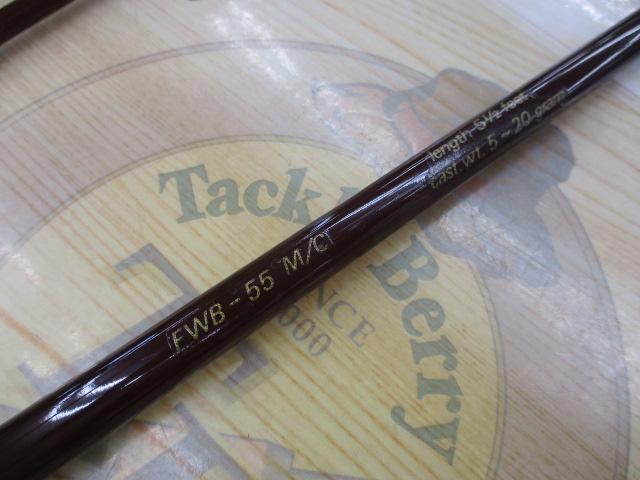 length 5½ feet
cast wt. 5~20 gram
FWB-55 M/C
Tack
Berry
NCE
000